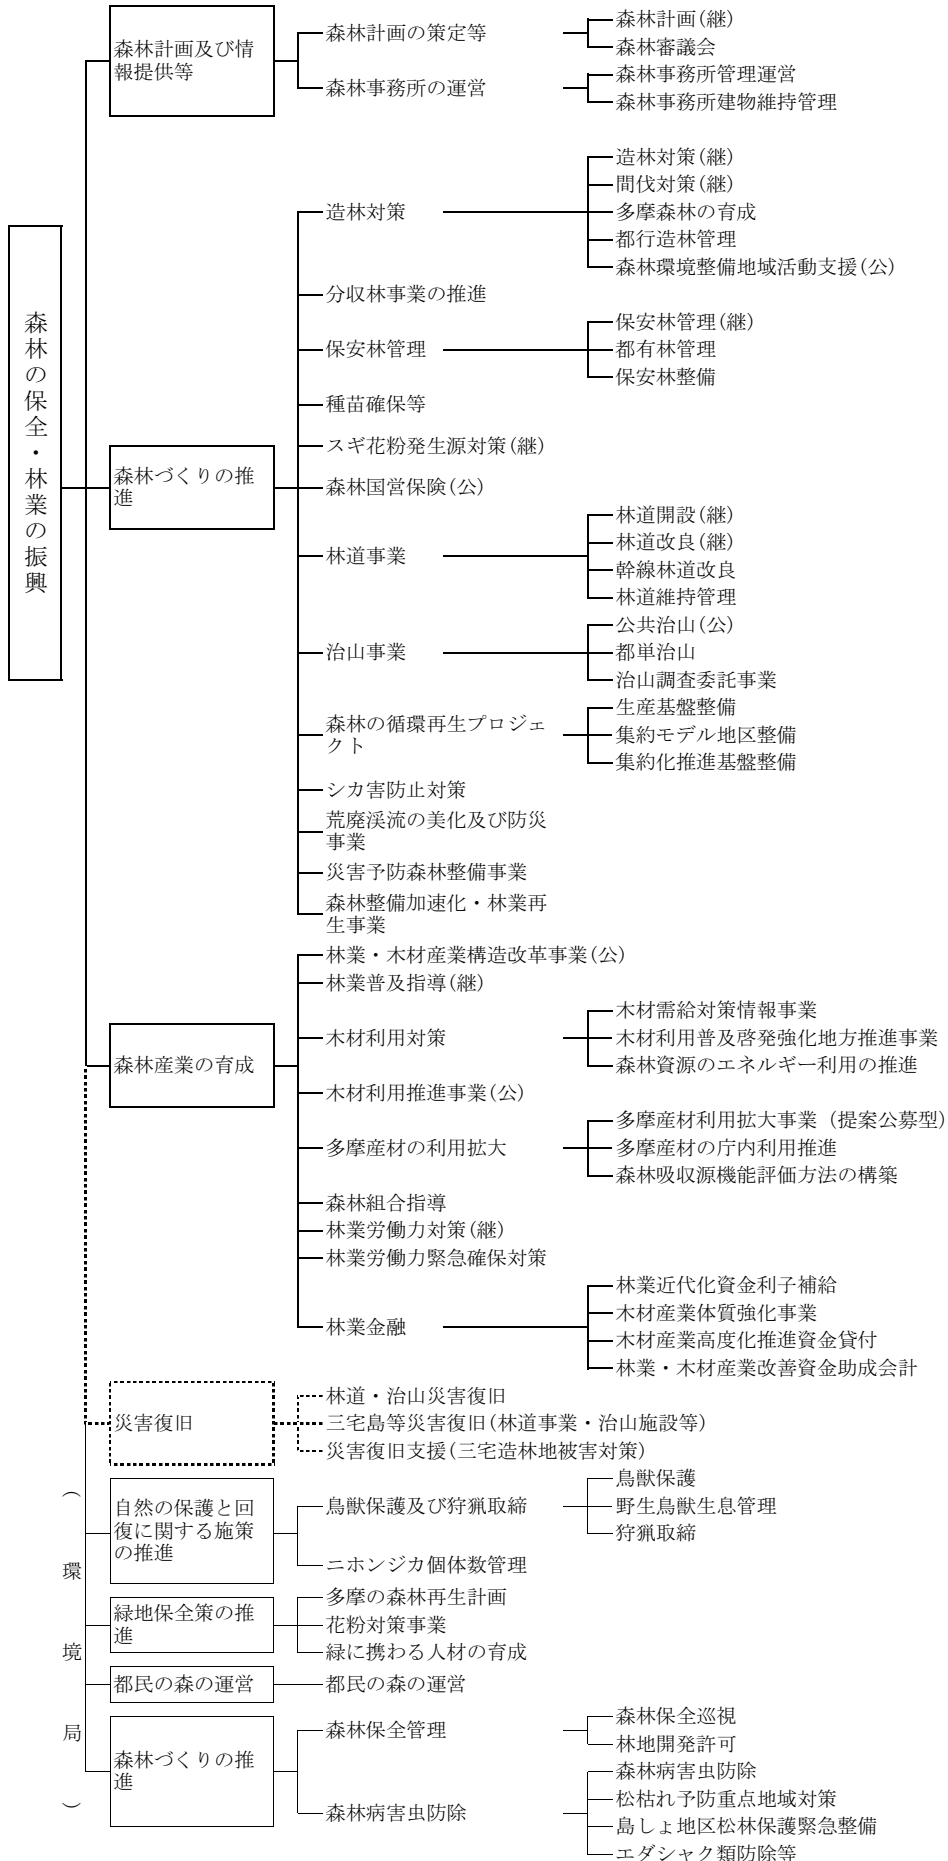 森林の保全・林業の振興
森林計画及び情
報提供等
森林計画の策定等
森林計画(継)
森林審議会
森林事務所の運営
森林事務所管理運営
森林事務所建物維持管理
森林づくりの推
進
造林対策
造林対策(継)
間伐対策(継)
多摩森林の育成
都行造林管理
森林環境整備地域活動支援(公)
分収林事業の推進
保安林管理
保安林管理(継)
都有林管理
保安林整備
種苗確保等
スギ花粉発生源対策(継)
森林国営保険(公)
林道事業
林道開設(継)
林道改良(継)
幹線林道改良
林道維持管理
治山事業
公共治山(公)
都単治山
治山調査委託事業
森林の循環再生プロジェ
クト
生産基盤整備
集約モデル地区整備
集約化推進基盤整備
シカ害防止対策
荒廃渓流の美化及び防災
事業
災害予防森林整備事業
森林整備加速化・林業再
生事業
森林産業の育成
林業・木材産業構造改革事業(公)
林業普及指導(継)
木材利用対策
木材需給対策情報事業
木材利用普及啓発強化地方推進事業
森林資源のエネルギー利用の推進
木材利用推進事業(公)
多摩産材の利用拡大
多摩産材利用拡大事業（提案公募型）
多摩産材の庁内利用推進
森林吸収源機能評価方法の構築
森林組合指導
林業労働力対策(継)
林業労働力緊急確保対策
林業金融
林業近代化資金利子補給
木材産業体質強化事業
木材産業高度化推進資金貸付
林業・木材産業改善資金助成会計
災害復旧
林道・治山災害復旧
三宅島等災害復旧(林道事業・治山施設等)
災害復旧支援(三宅造林地被害対策)
（環境局）
自然の保護と回
復に関する施策
の推進
鳥獣保護及び狩猟取締
鳥獣保護
野生鳥獣生息管理
狩猟取締
ニホンジカ個体数管理
緑地保全策の推
進
多摩の森林再生計画
花粉対策事業
緑に携わる人材の育成
都民の森の運営
都民の森の運営
森林づくりの推
進
森林保全管理
森林保全巡視
林地開発許可
森林病害虫防除
森林病害虫防除
松枯れ予防重点地域対策
島しょ地区松林保護緊急整備
エダシャク類防除等